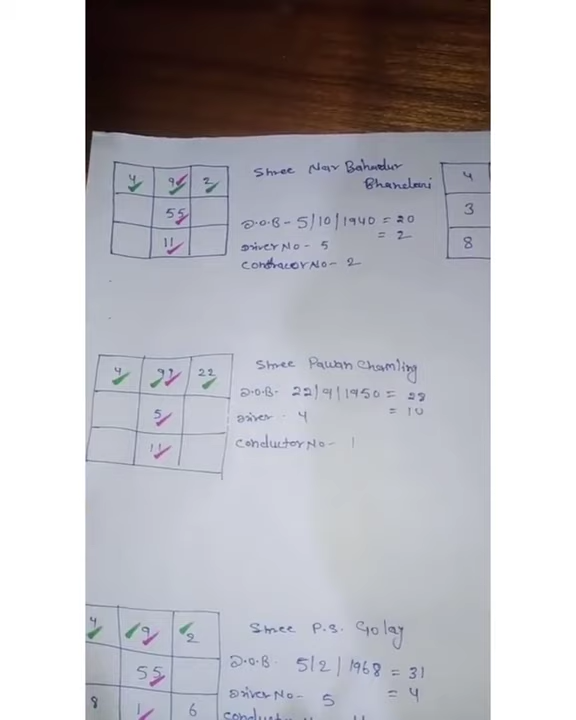 4 9 2
55
11
Shree Nar Bahadur
Bhandari
D.O.B - 5/10/1940 = 20
= 2
Driver No - 5
Conductor No - 2
4
3
8
4 99 22
5
11
Shree Pawan Chamling
D.O.B. 22/9/1950 = 28
= 10
Driver . 4
Conductor No - 1
4 9 2
55
8 1 6
Shree P.S. Golay
D.O.B. 5/2/1968 = 31
= 4
Driver No - 5